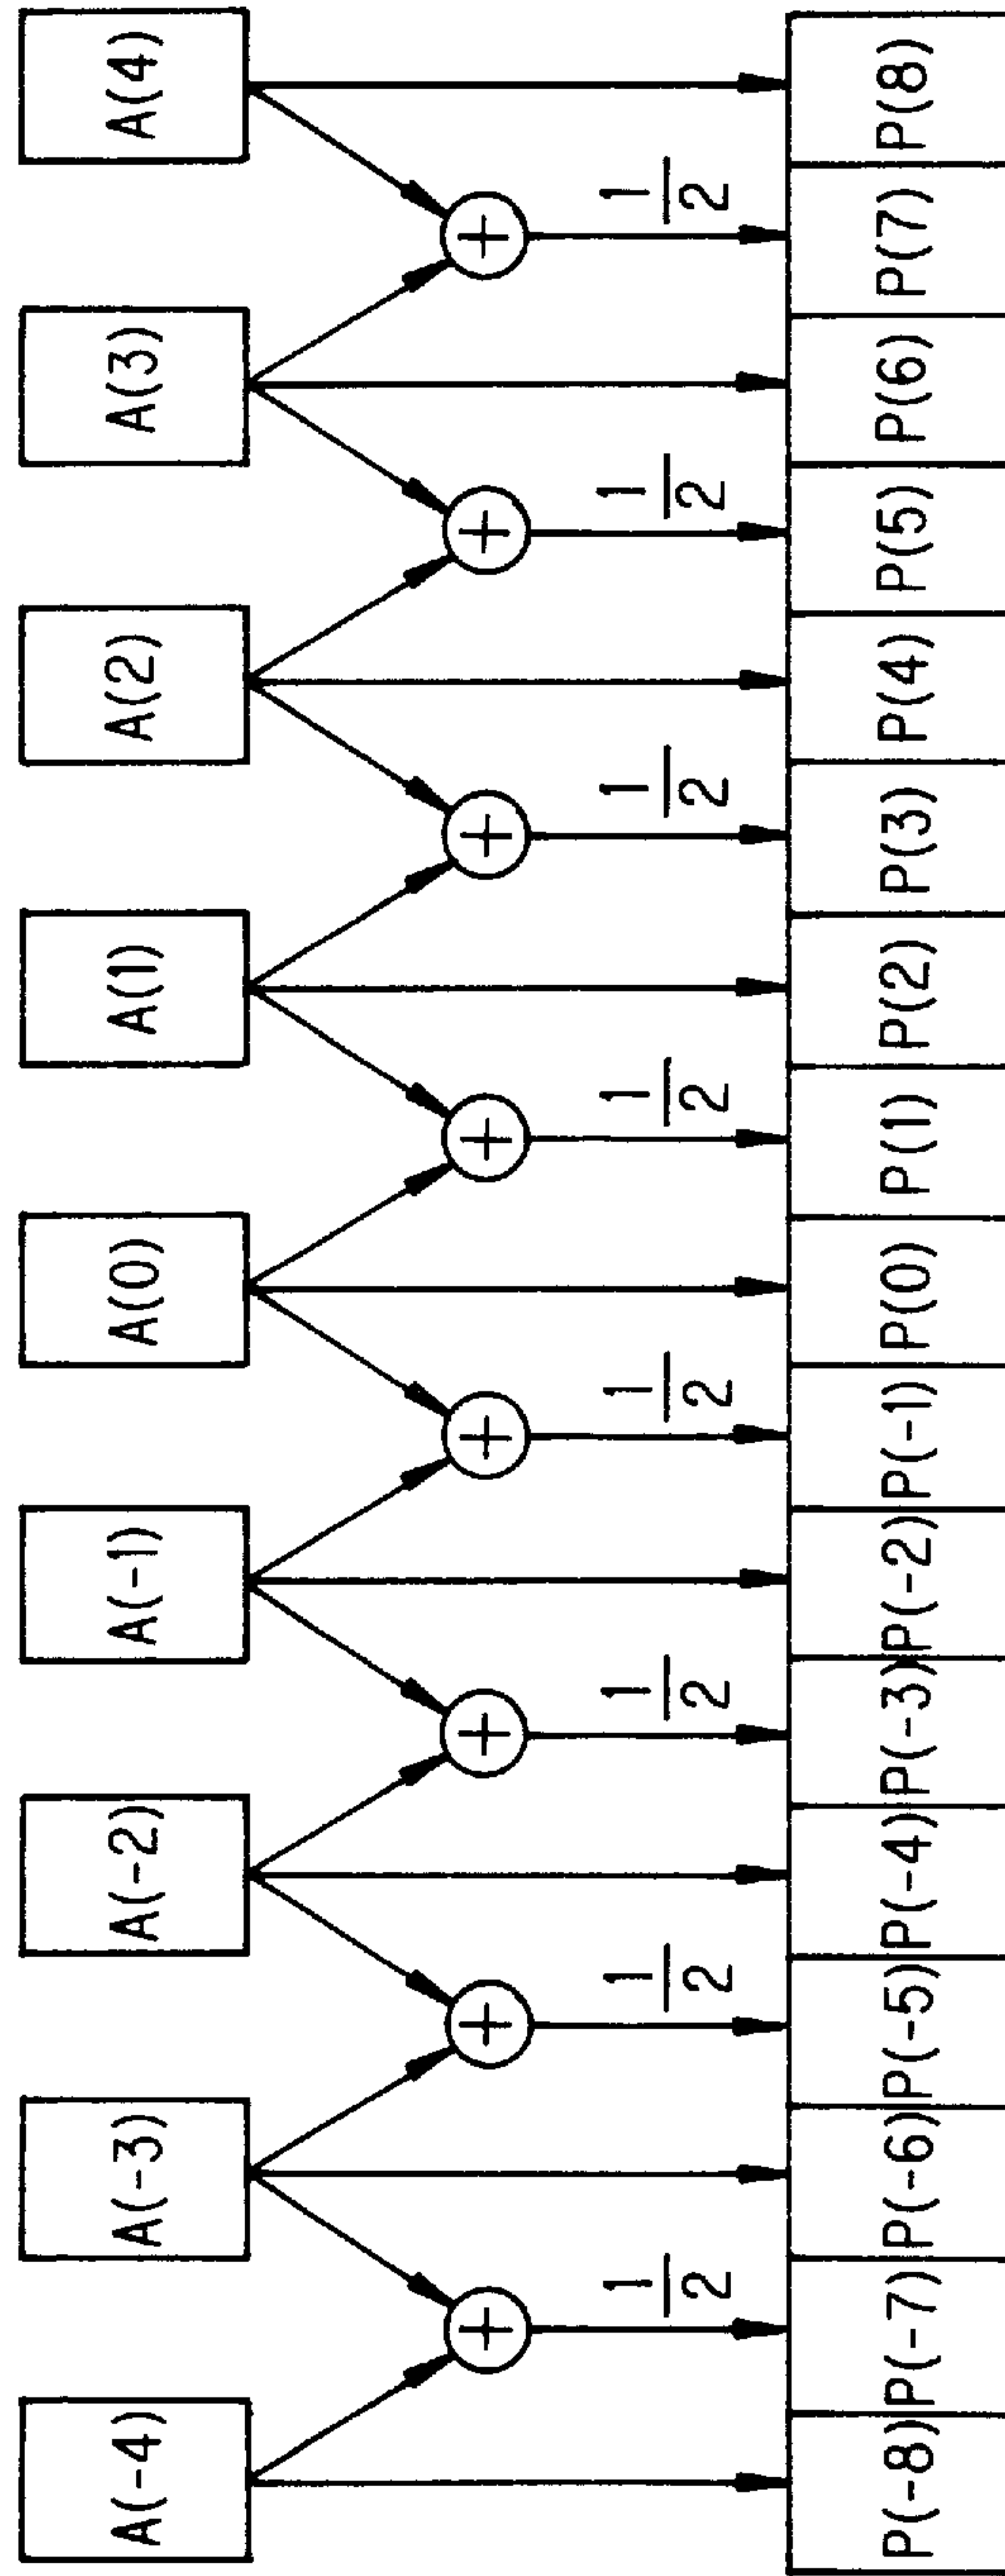 A(-4) A(-3) A(-2) A(-1) A(0) A(1) A(2) A(3) A(4)
+ + + + + + + +
1/2 1/2 1/2 1/2 1/2 1/2 1/2 1/2
P(-8) P(-7) P(-6) P(-5) P(-4) P(-3) P(-2) P(-1) P(0) P(1) P(2) P(3) P(4) P(5) P(6) P(7) P(8)